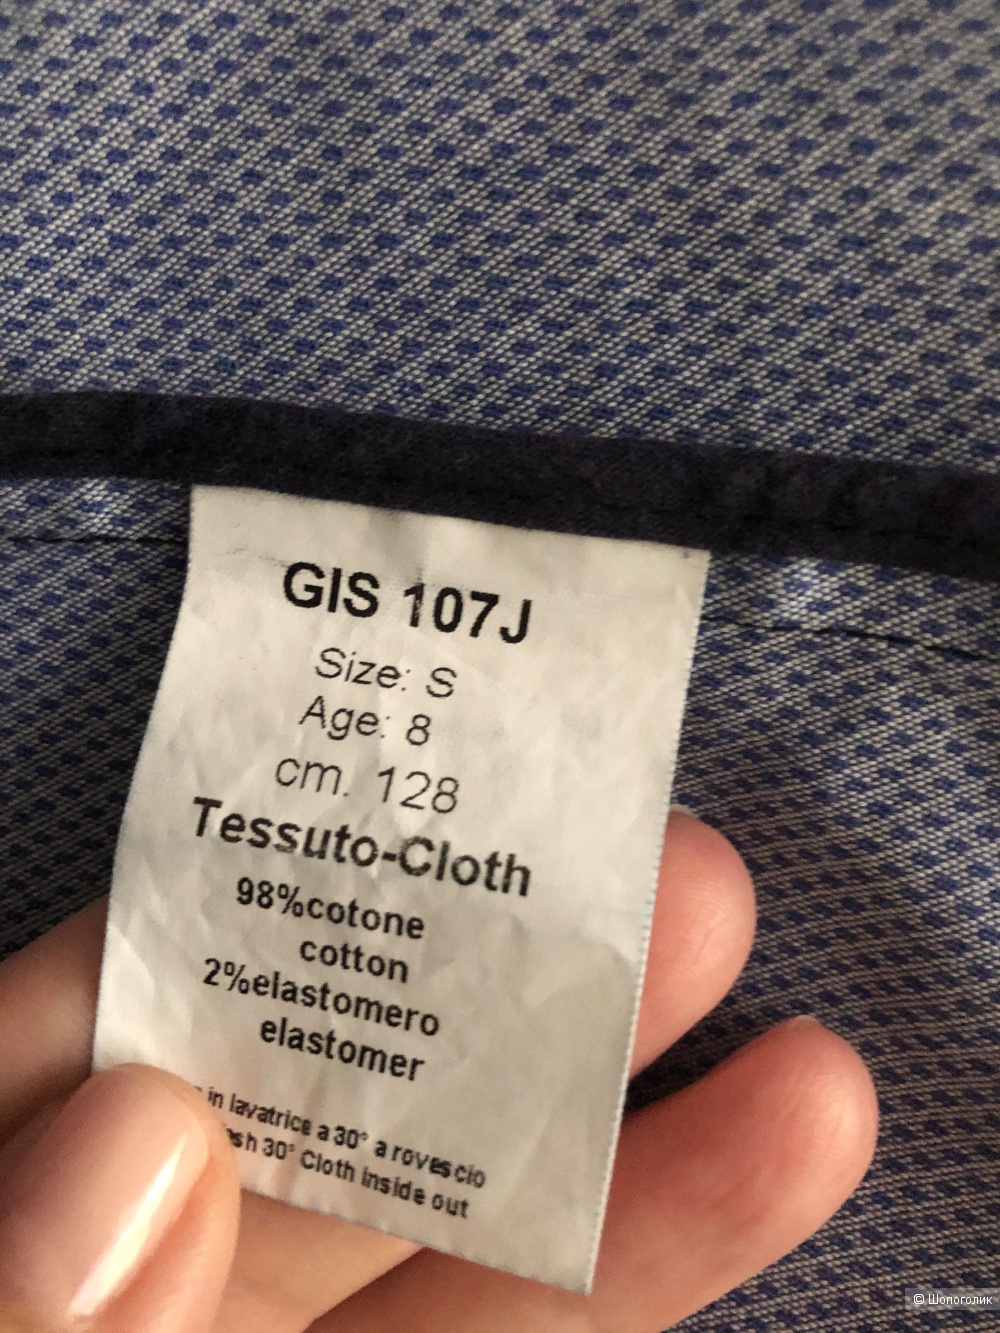 GIS 107J
Size: S
Age: 8
cm. 128
Tessuto-Cloth
98%cotone
cotton
2%elastomero
elastomer
in lavatrice a 30° a rovescio
30° Cloth inside out
© Шопоголик